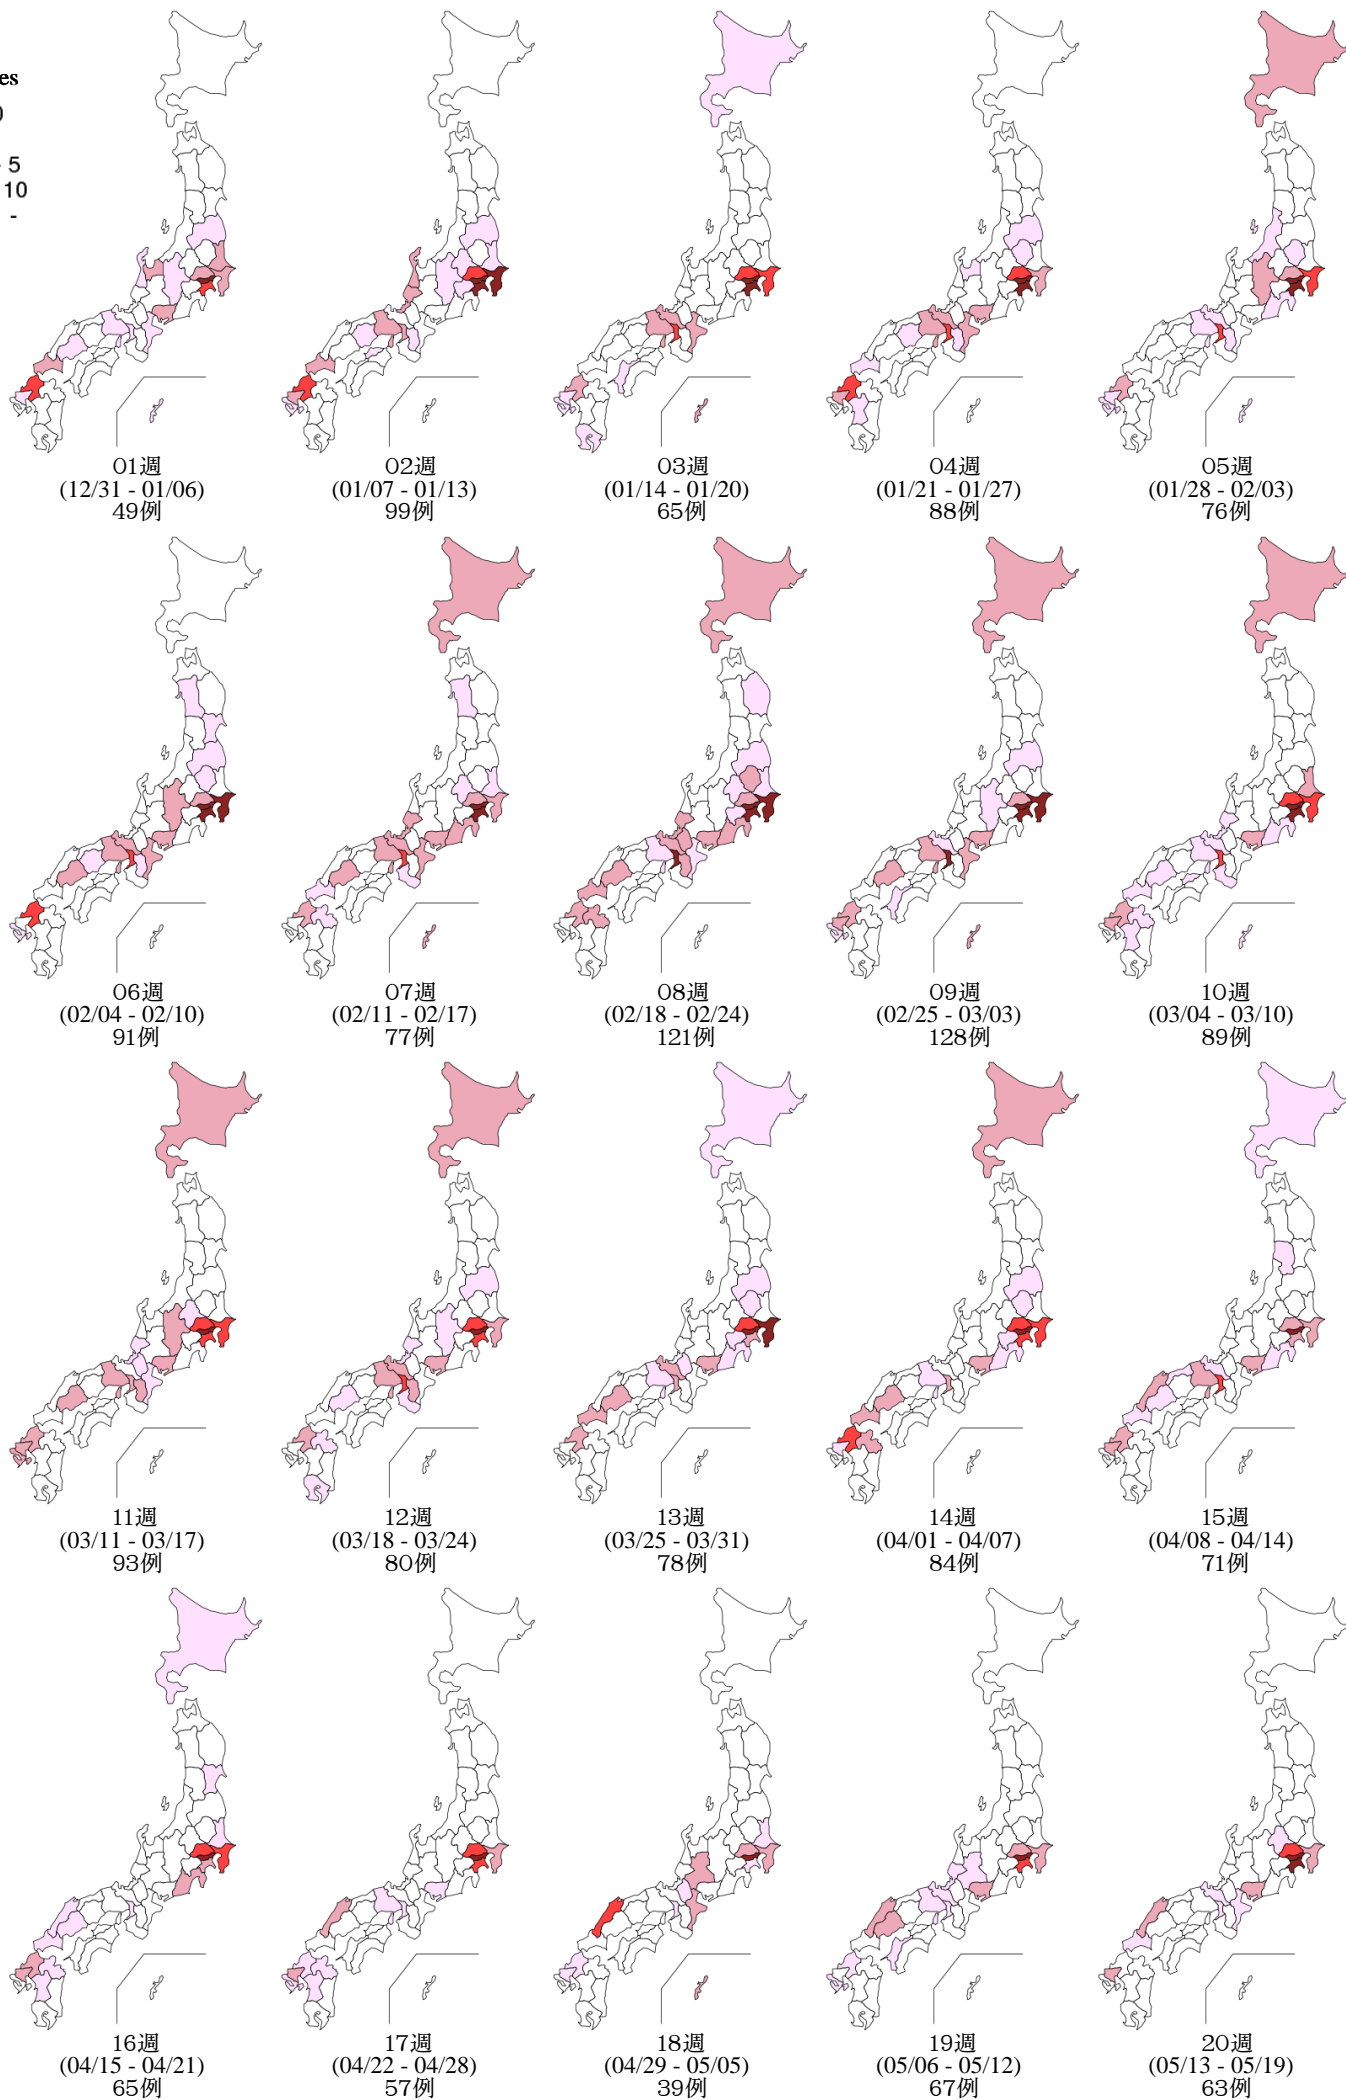 es
0
5
10
-
01週
(12/31 - 01/06)
49例
02週
(01/07 - 01/13)
99例
03週
(01/14 - 01/20)
65例
04週
(01/21 - 01/27)
88例
05週
(01/28 - 02/03)
76例
06週
(02/04 - 02/10)
91例
07週
(02/11 - 02/17)
77例
08週
(02/18 - 02/24)
121例
09週
(02/25 - 03/03)
128例
10週
(03/04 - 03/10)
89例
11週
(03/11 - 03/17)
93例
12週
(03/18 - 03/24)
80例
13週
(03/25 - 03/31)
78例
14週
(04/01 - 04/07)
84例
15週
(04/08 - 04/14)
71例
16週
(04/15 - 04/21)
65例
17週
(04/22 - 04/28)
57例
18週
(04/29 - 05/05)
39例
19週
(05/06 - 05/12)
67例
20週
(05/13 - 05/19)
63例